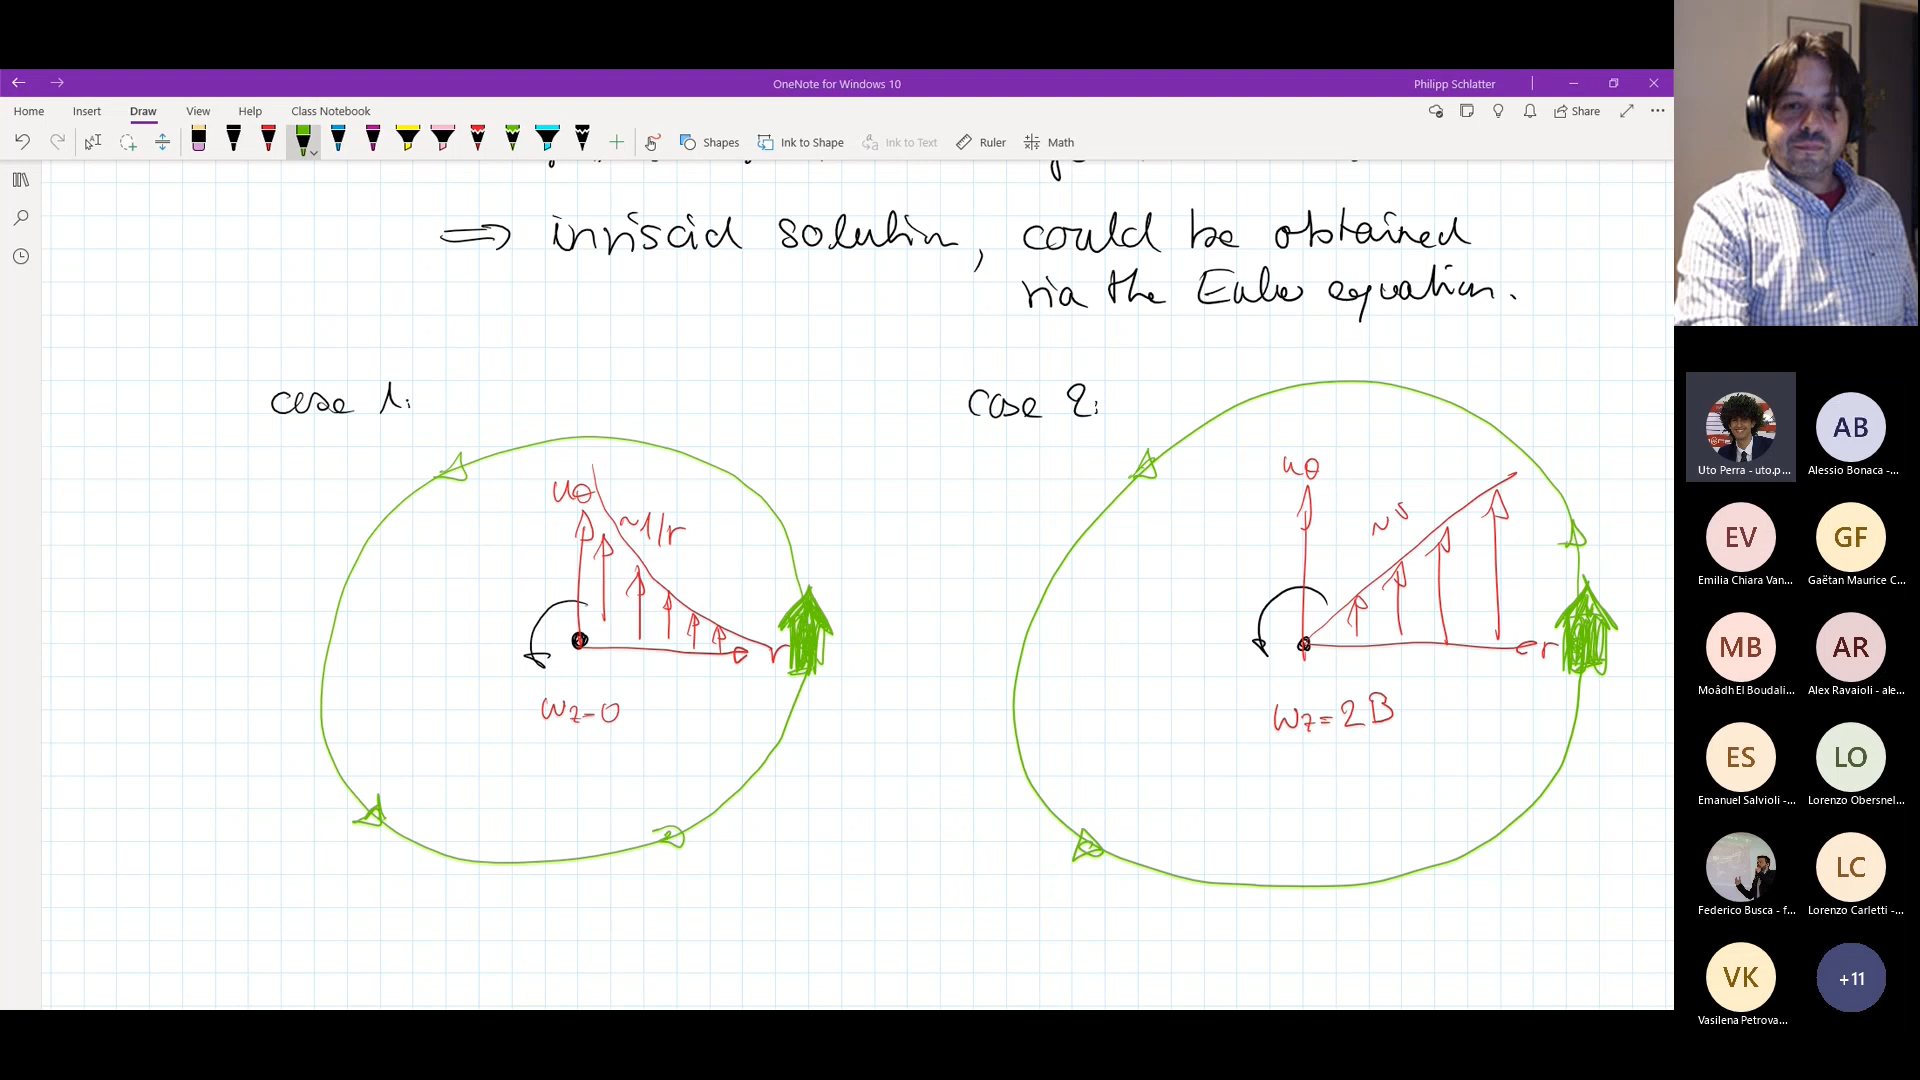 OneNote for Windows 10
Philipp Schlatter
Home Insert Draw View Help Class Notebook
Share
Shapes Ink to Shape Ink to Text Ruler Math
⇒ inviscid solution, could be obtained
via the Euler equation.
case 1:
case 2:
uθ
~1/r
r
ωz=0
uθ
~r
r
ωz=2B
Uto Perra - uto.p...
AB
Alessio Bonaca -...
EV
Emilia Chiara Van...
GF
Gaëtan Maurice C...
MB
Moâdh El Boudali...
AR
Alex Ravaioli - ale...
ES
Emanuel Salvioli -...
LO
Lorenzo Obersnel...
Federico Busca - f...
LC
Lorenzo Carletti -...
VK
Vasilena Petrova...
+11